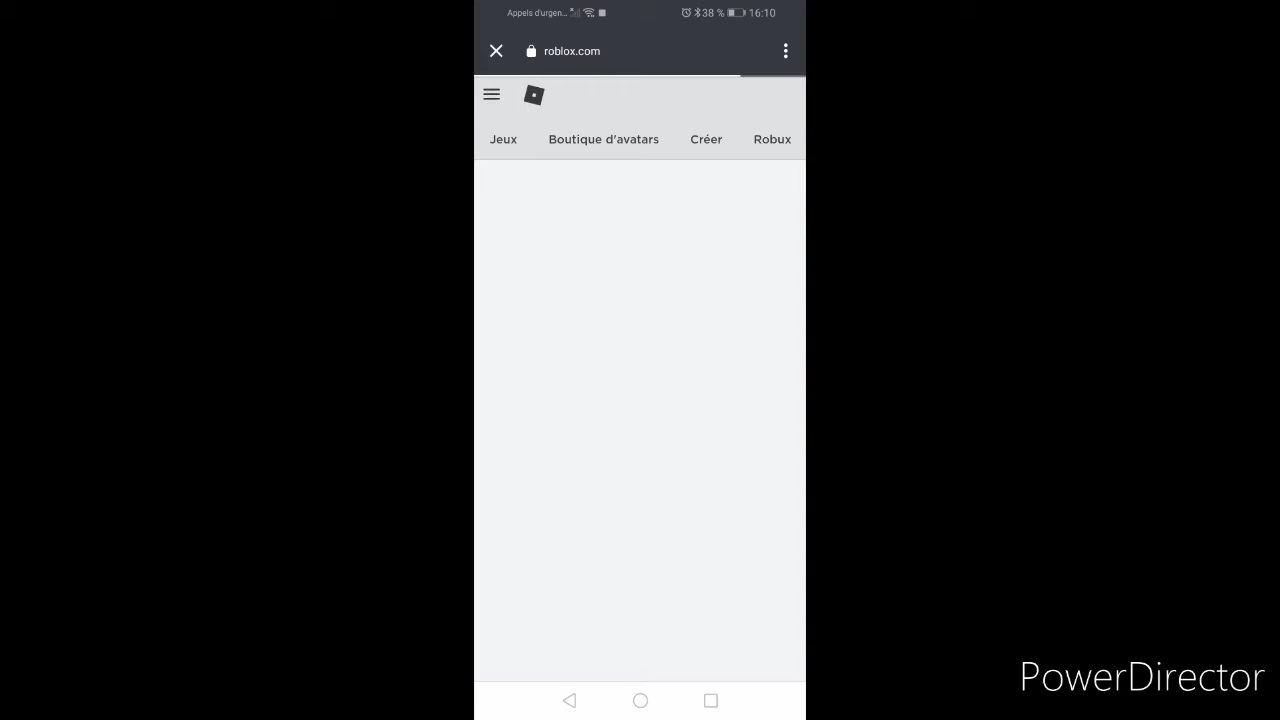 Appels d'urgen... 38 % 16:10
roblox.com
Jeux Boutique d'avatars Créer Robux
PowerDirector